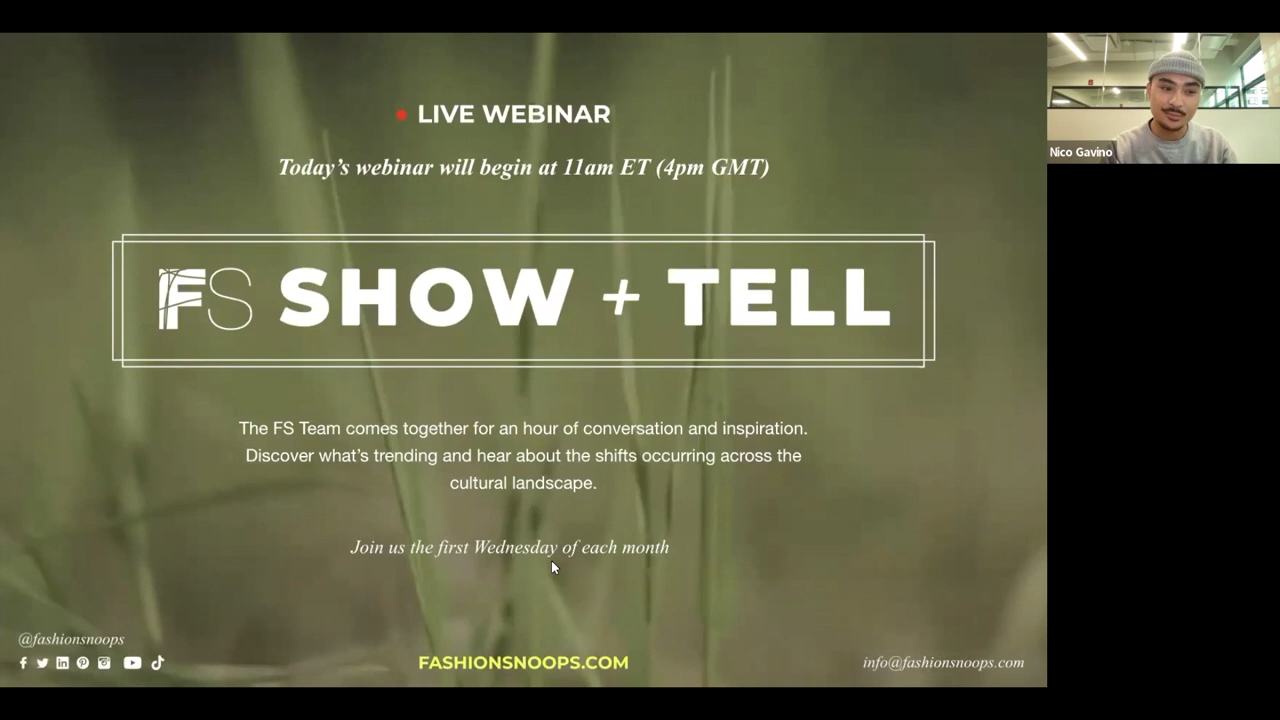 LIVE WEBINAR
Today's webinar will begin at 11am ET (4pm GMT)
FS SHOW + TELL
The FS Team comes together for an hour of conversation and inspiration.
Discover what's trending and hear about the shifts occurring across the
cultural landscape.
Join us the first Wednesday of each month
@fashionsnoops
FASHIONSNOOPS.COM
info@fashionsnoops.com
Nico Gavino